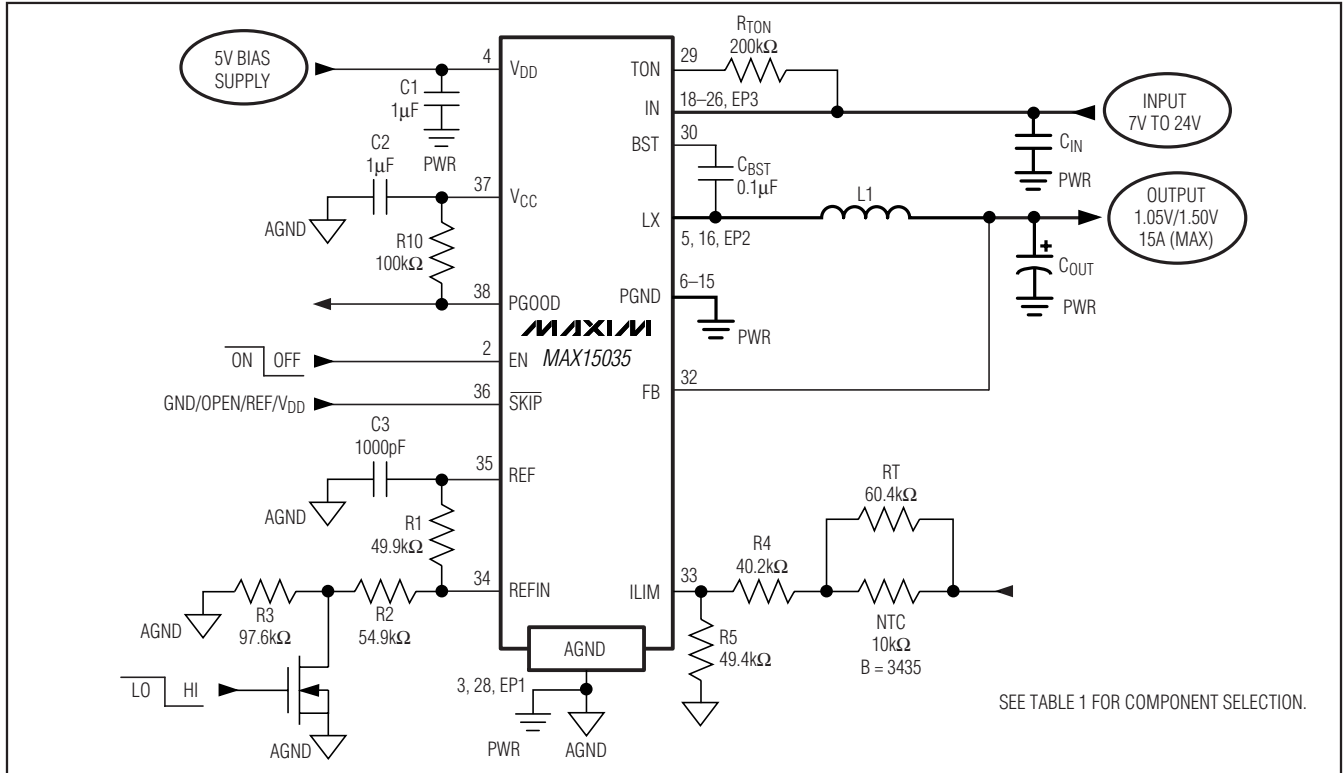 5V BIAS
SUPPLY
C1
1μF
PWR
C2
1μF
AGND
R10
100kΩ
ON OFF
GND/OPEN/REF/VDD
C3
1000pF
AGND
R1
49.9kΩ
R3
97.6kΩ
R2
54.9kΩ
AGND
LO HI
AGND
4
VDD
37
VCC
38
PGOOD
2
EN
36
SKIP
35
REF
34
REFIN
MAXIM
MAX15035
AGND
3, 28, EP1
PWR
AGND
TON
29
RTON
200kΩ
IN
18–26, EP3
INPUT
7V TO 24V
CIN
PWR
BST
30
CBST
0.1μF
LX
5, 16, EP2
L1
OUTPUT
1.05V/1.50V
15A (MAX)
+
COUT
PWR
PGND
6–15
PWR
FB
32
ILIM
33
R4
40.2kΩ
RT
60.4kΩ
NTC
10kΩ
B = 3435
R5
49.4kΩ
SEE TABLE 1 FOR COMPONENT SELECTION.